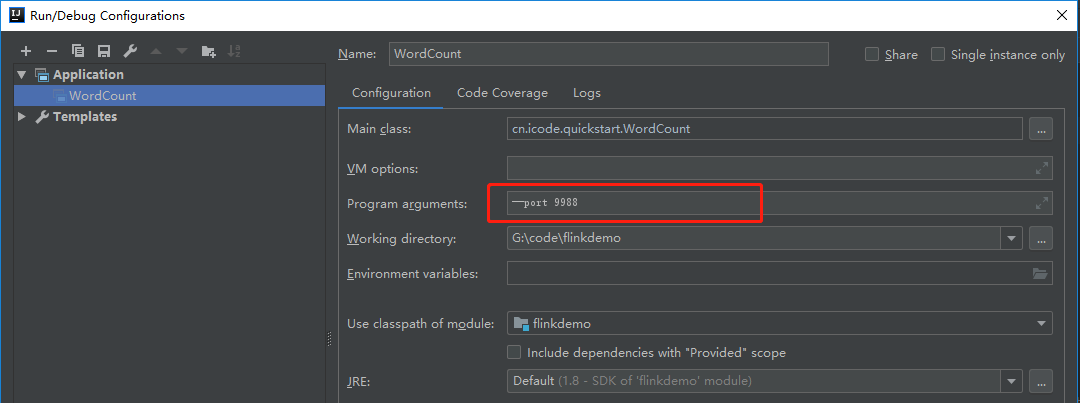 Run/Debug Configurations
Name: WordCount
Share
Single instance only
Application
WordCount
Templates
Configuration Code Coverage Logs
Main class: cn.icode.quickstart.WordCount ...
VM options:
Program arguments: --port 9988
Working directory: G:\code\flinkdemo ...
Environment variables:
Use classpath of module: flinkdemo
Include dependencies with "Provided" scope
JRE: Default (1.8 - SDK of 'flinkdemo' module) ...